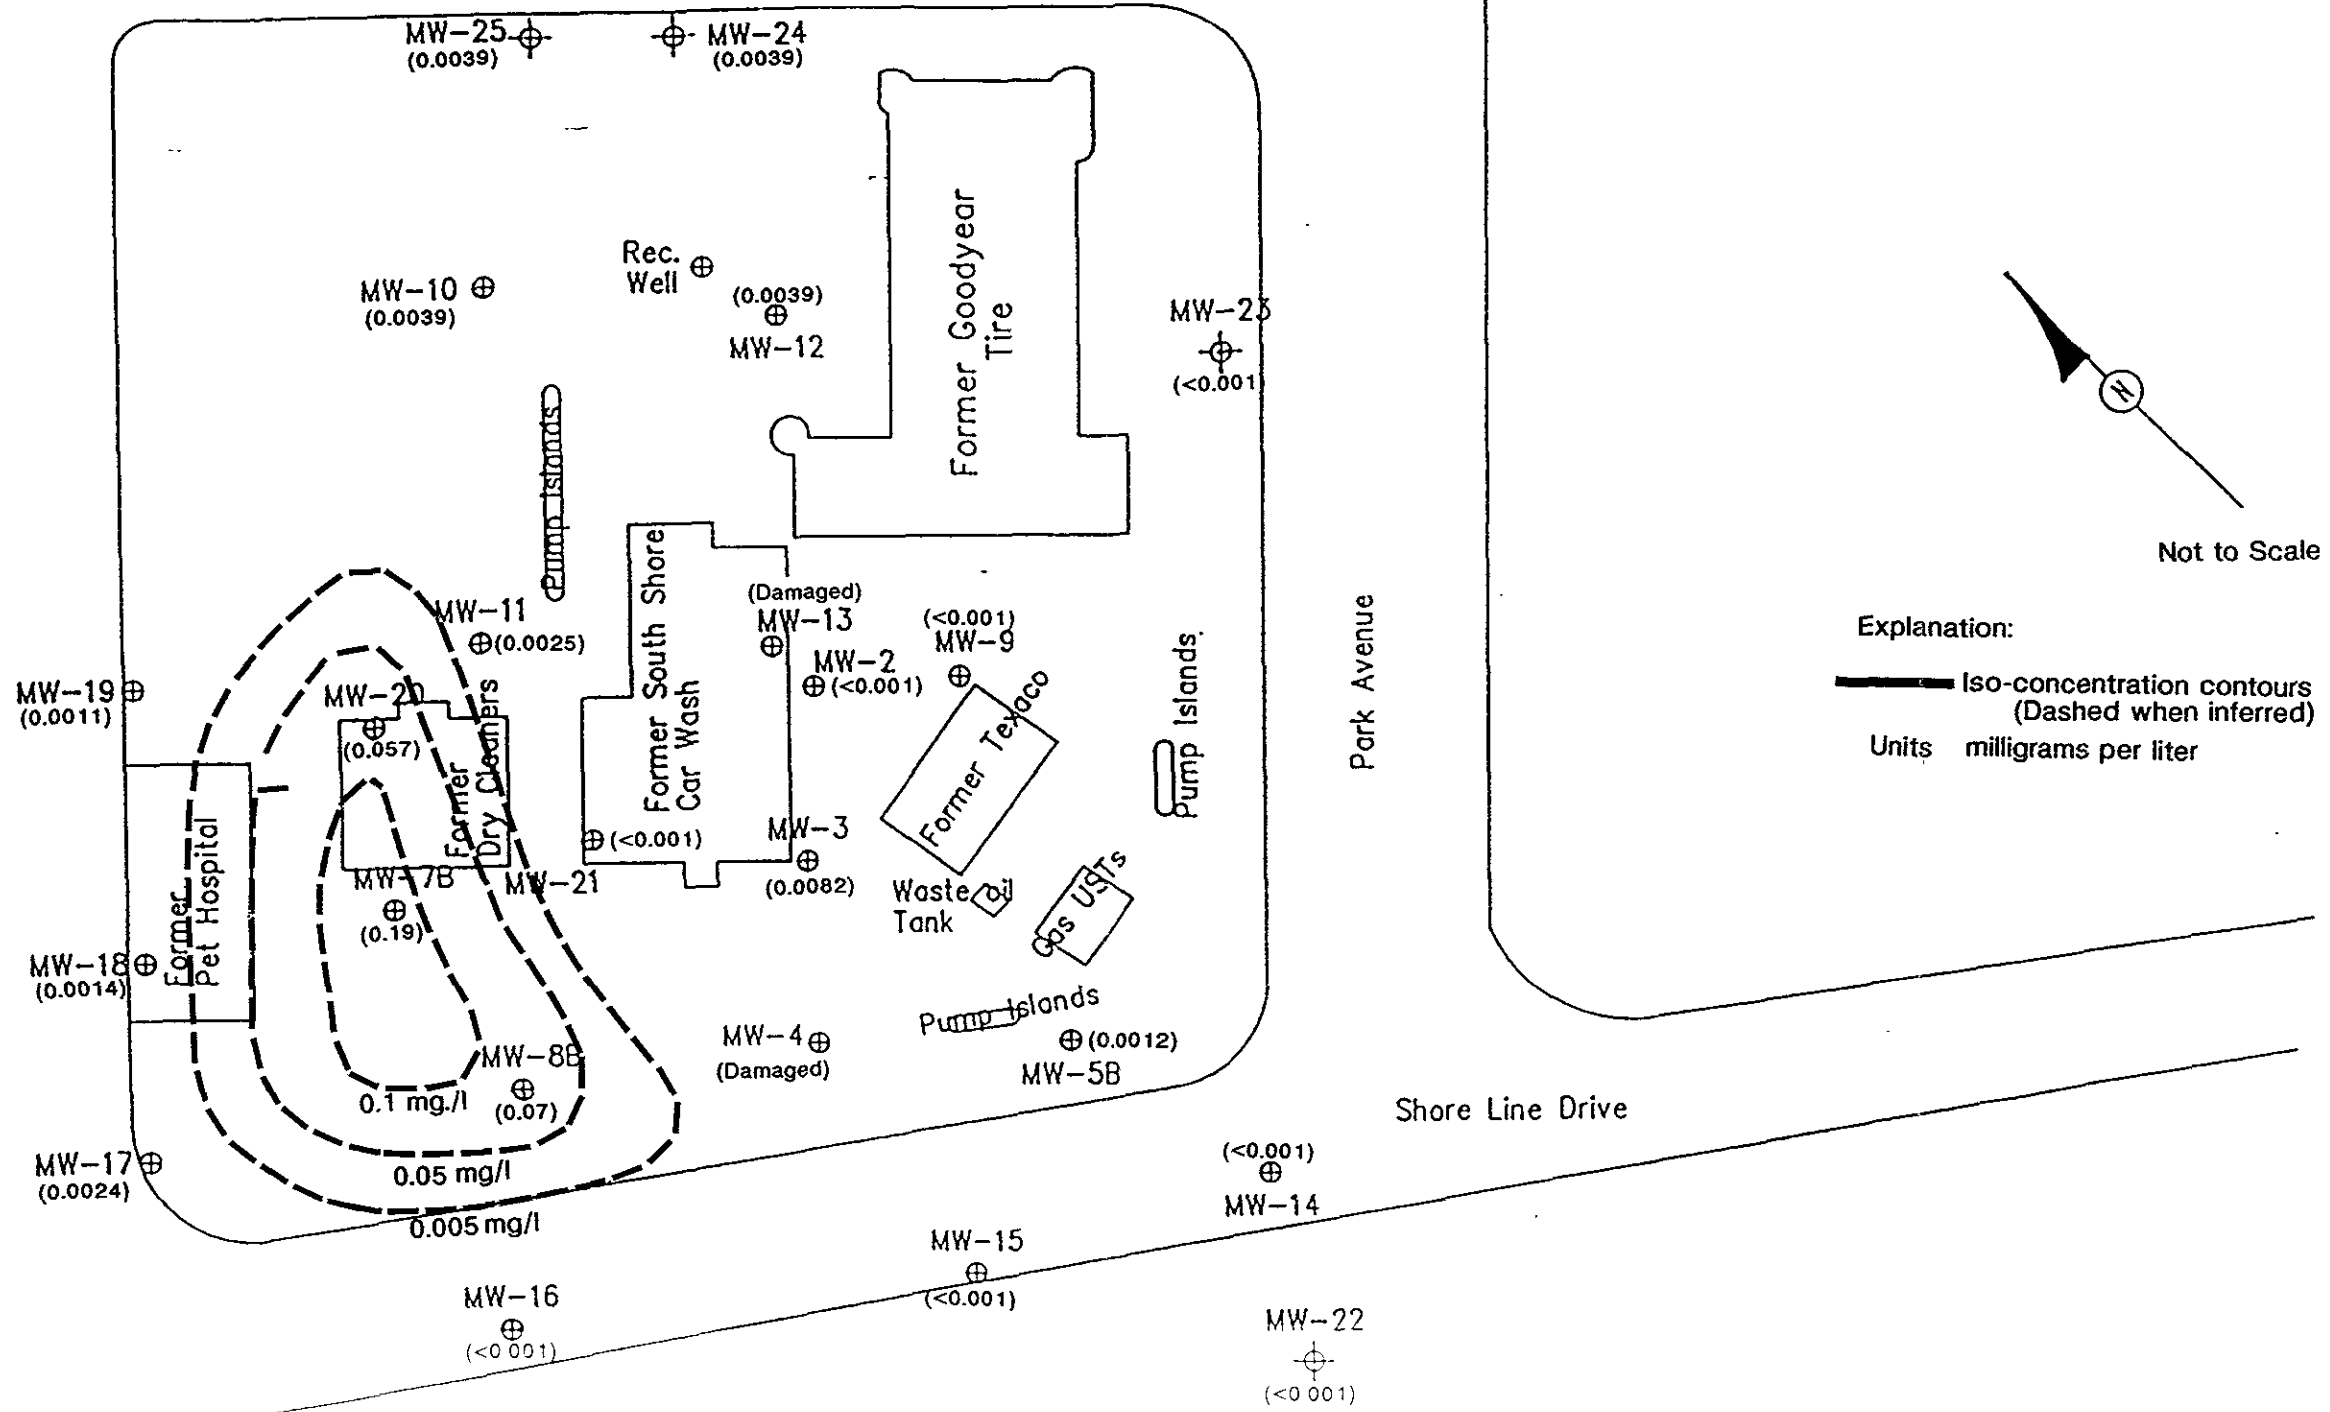 MW-25
(0.0039)
MW-24
(0.0039)
MW-10
(0.0039)
Rec.
Well
(0.0039)
MW-12
Former Goodyear
Tire
MW-23
(<0.001)
N
Not to Scale
Pump Islands
Explanation:
Iso-concentration contours
(Dashed when inferred)
Units milligrams per liter
MW-11
(0.0025)
(Damaged)
MW-13
(<0.001)
MW-9
MW-2
(<0.001)
MW-19
(0.0011)
MW-20
(0.057)
Former
Dry Cleaners
Former South Shore
Car Wash
Former Texaco
Pump Islands.
Park Avenue
(<0.001)
MW-21
MW-3
(0.0082)
MW-7B
(0.19)
Waste Oil
Tank
Gas USTs
Former
Pet Hospital
MW-18
(0.0014)
Pump Islands
MW-4
(Damaged)
(0.0012)
MW-5B
MW-8B
(0.07)
0.1 mg./l
0.05 mg/l
0.005 mg/l
MW-17
(0.0024)
Shore Line Drive
(<0.001)
MW-14
MW-15
(<0.001)
MW-16
(<0 001)
MW-22
(<0 001)